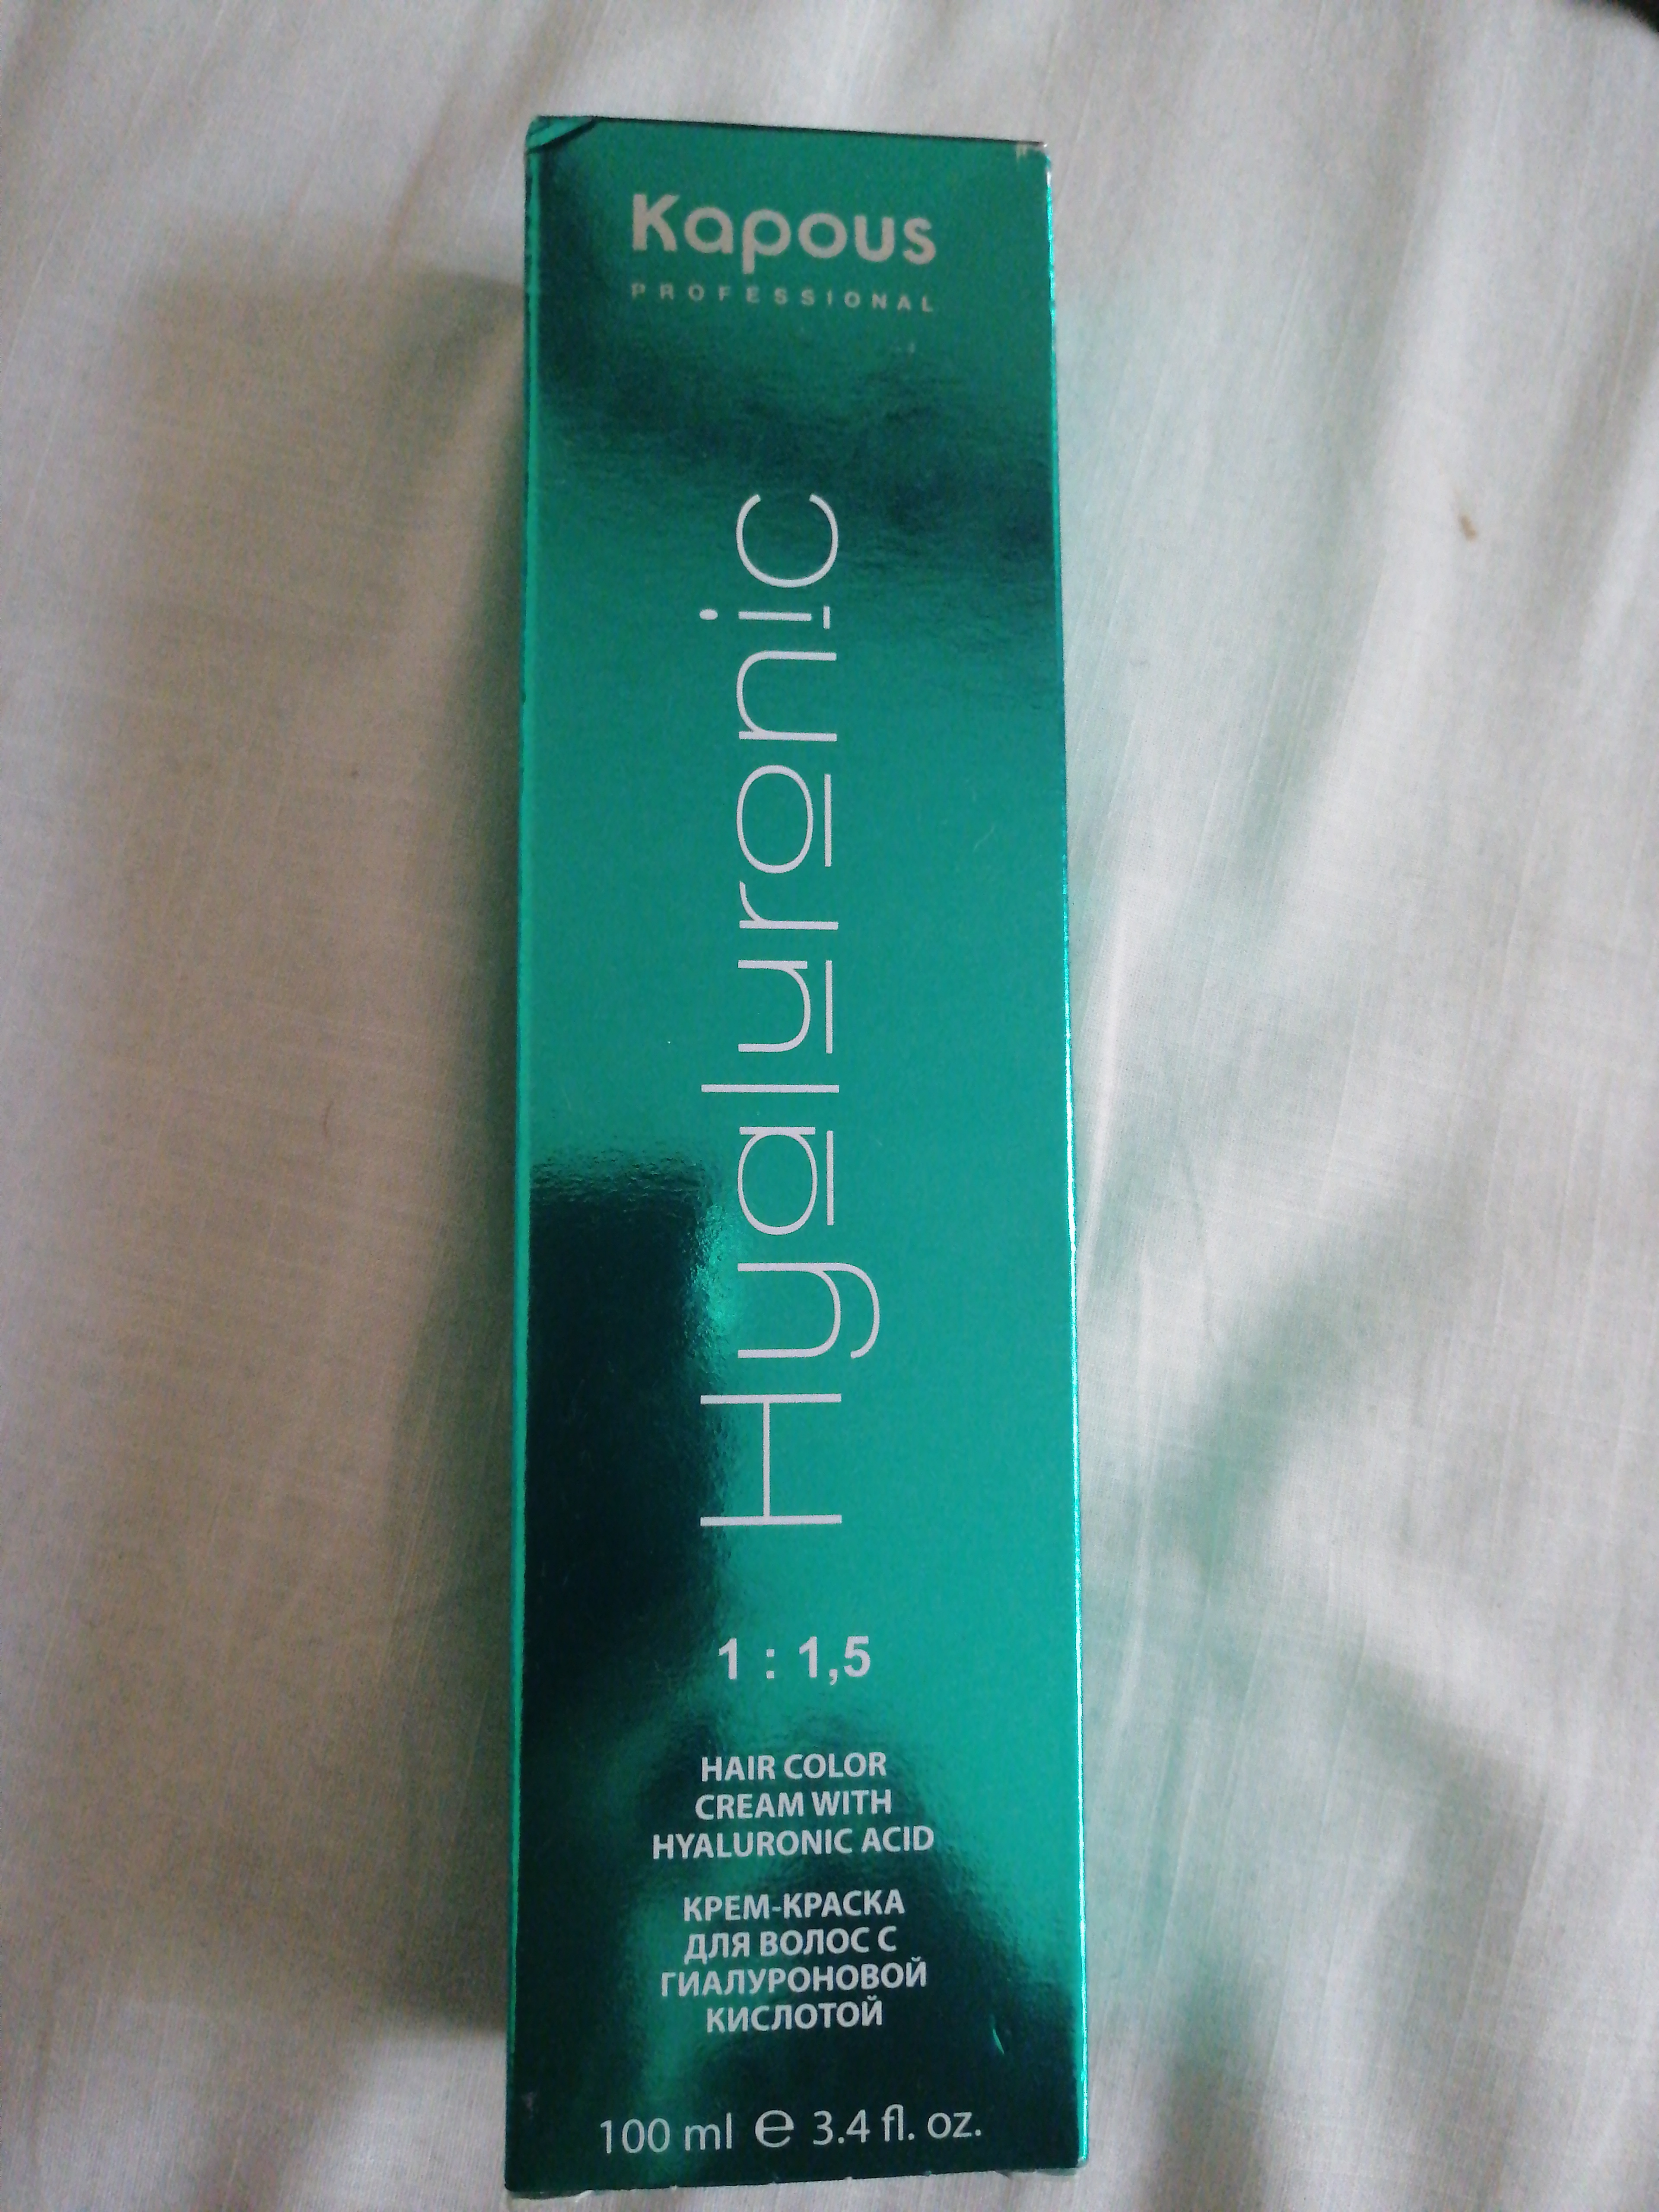 Kapous
PROFESSIONAL
Hyaluronic
1 : 1,5
HAIR COLOR
CREAM WITH
HYALURONIC ACID
КРЕМ-КРАСКА
ДЛЯ ВОЛОС С
ГИАЛУРОНОВОЙ
КИСЛОТОЙ
100 ml ℮ 3.4 fl. oz.